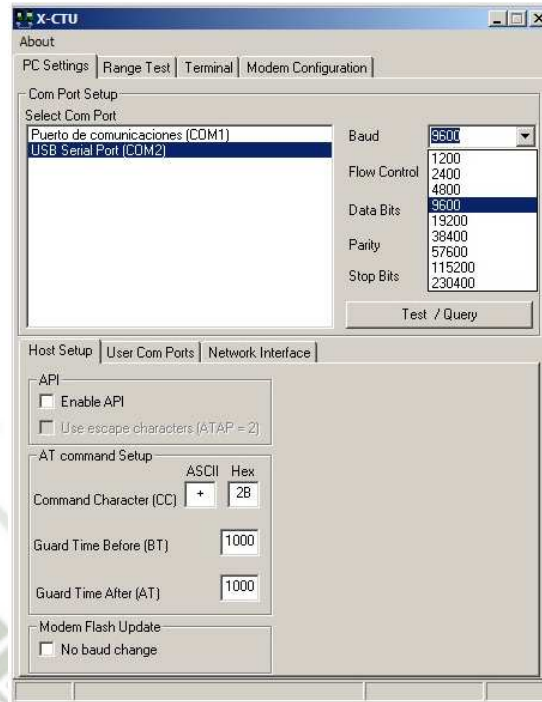 X-CTU
About
PC Settings Range Test Terminal Modem Configuration
Com Port Setup
Select Com Port
Puerto de comunicaciones (COM1)
USB Serial Port (COM2)
Baud 9600
Flow Control
Data Bits
Parity
Stop Bits
1200
2400
4800
9600
19200
38400
57600
115200
230400
Test / Query
Host Setup User Com Ports Network Interface
API
Enable API
Use escape characters (ATAP = 2)
AT command Setup
ASCII Hex
Command Character (CC) + 2B
Guard Time Before (BT) 1000
Guard Time After (AT) 1000
Modem Flash Update
No baud change